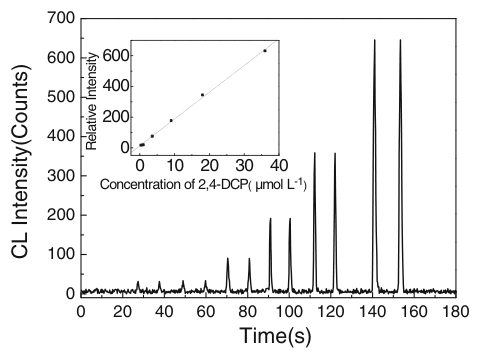 CL Intensity(Counts)
700
600
500
400
300
200
100
0
0 20 40 60 80 100 120 140 160 180
Time(s)
Relative Intensity
600
400
200
0
0 10 20 30 40
Concentration of 2,4-DCP( µmol L-1)